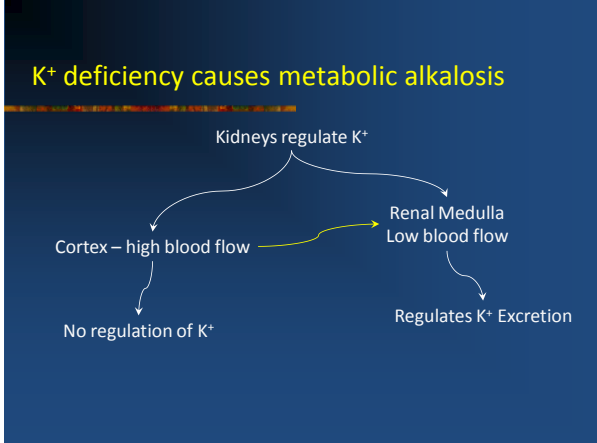 K⁺ deficiency causes metabolic alkalosis
Kidneys regulate K⁺
Renal Medulla
Low blood flow
Cortex – high blood flow
Regulates K⁺ Excretion
No regulation of K⁺